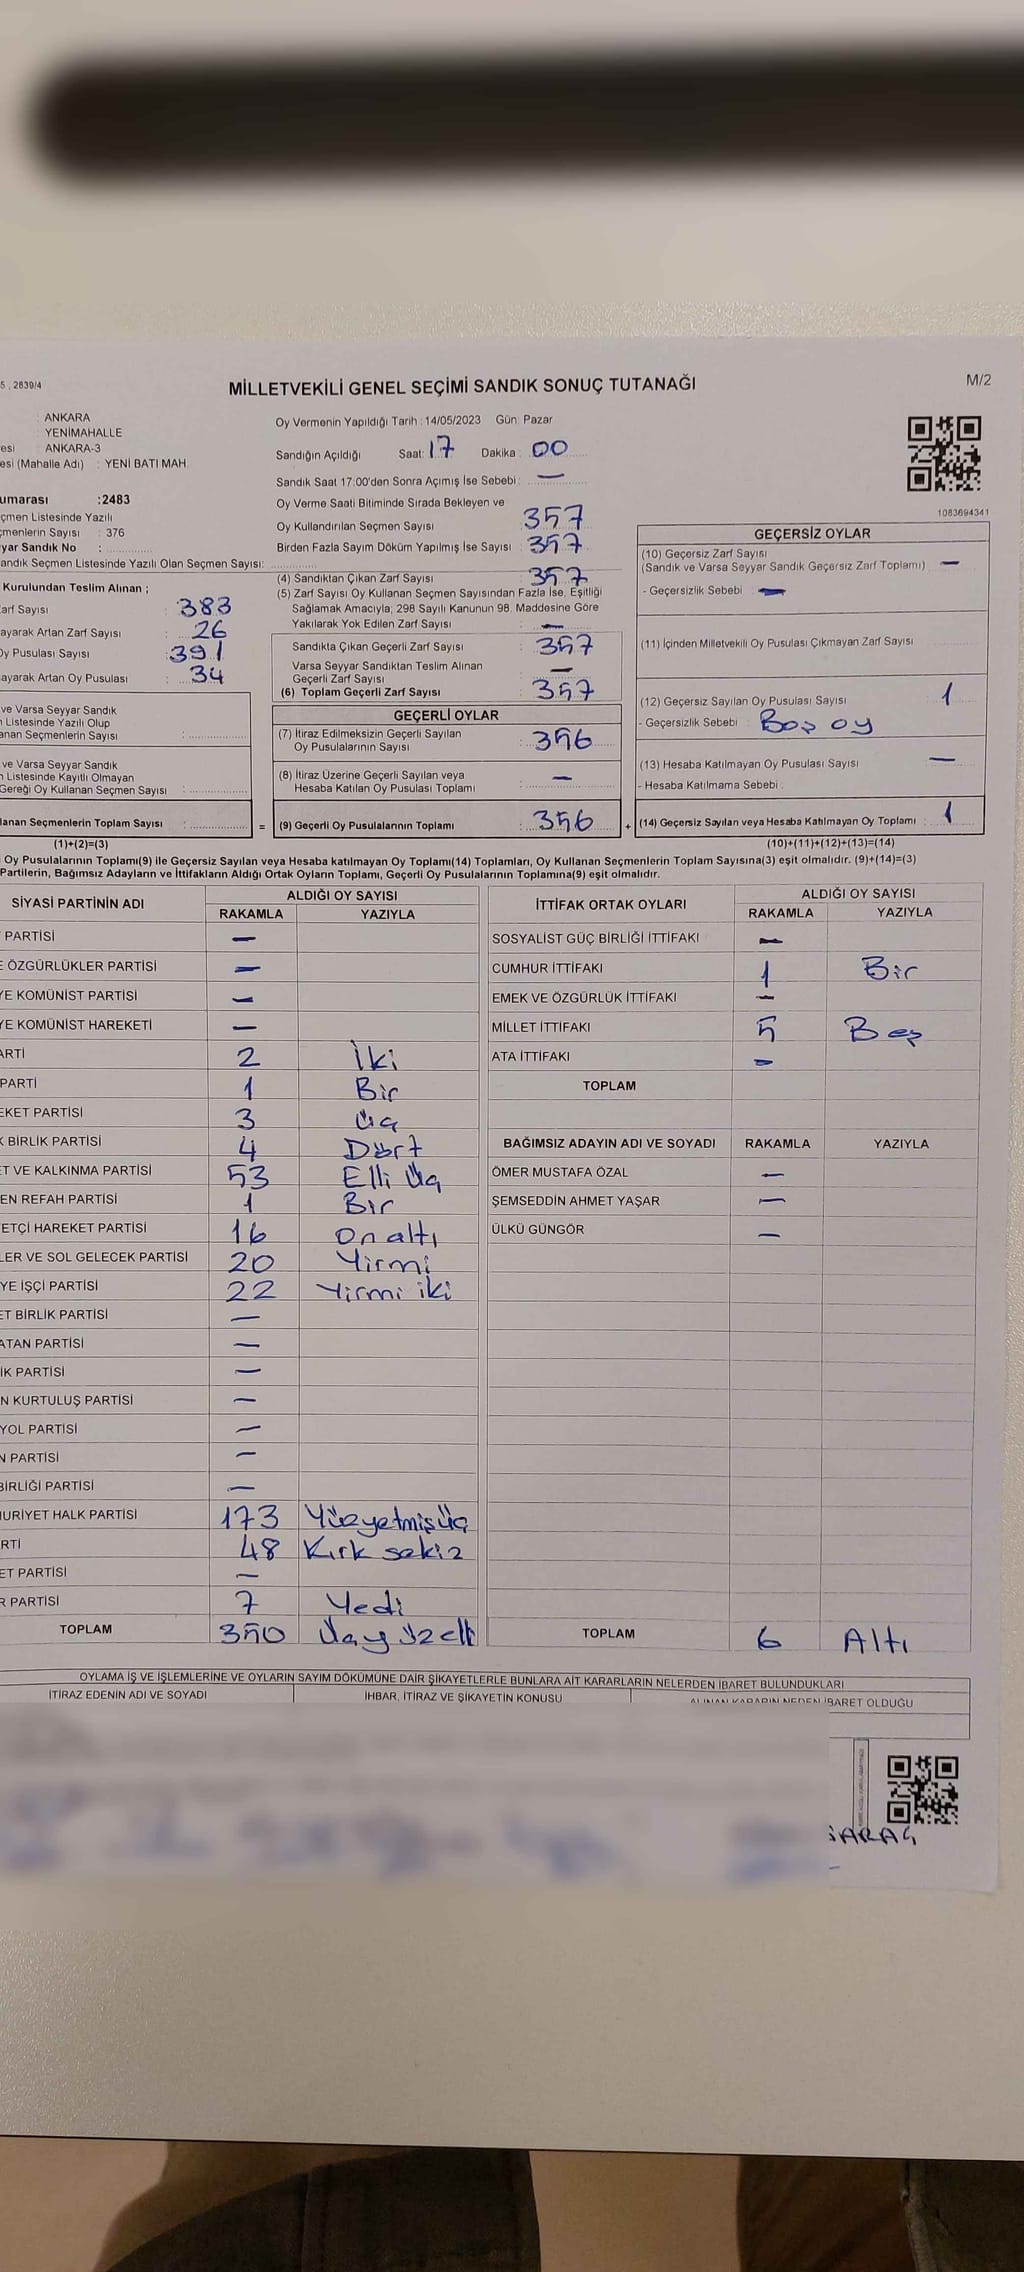 5 , 2839/4
MİLLETVEKİLİ GENEL SEÇİMİ SANDIK SONUÇ TUTANAĞI
M/2
: ANKARA
YENİMAHALLE
esi : ANKARA-3
esi (Mahalle Adı) : YENİ BATI MAH.
umarası :2483
çmen Listesinde Yazılı
çmenlerin Sayısı : 376
yar Sandık No :
andık Seçmen Listesinde Yazılı Olan Seçmen Sayısı:
Kurulundan Teslim Alınan ;
arf Sayısı : 383
ayarak Artan Zarf Sayısı : 26
Oy Pusulası Sayısı : 391
ayarak Artan Oy Pusulası : 34
ve Varsa Seyyar Sandık
n Listesinde Yazılı Olup
anan Seçmenlerin Sayısı :
ve Varsa Seyyar Sandık
n Listesinde Kayıtlı Olmayan
Gereği Oy Kullanan Seçmen Sayısı :
lanan Seçmenlerin Toplam Sayısı :
(1)+(2)=(3)
Oy Vermenin Yapıldığı Tarih : 14/05/2023 Gün: Pazar
Sandığın Açıldığı Saat: 17 Dakika : 00
Sandık Saat 17:00'den Sonra Açımış İse Sebebi : —
Oy Verme Saati Bitiminde Sırada Bekleyen ve
Oy Kullandırılan Seçmen Sayısı : 357
Birden Fazla Sayım Döküm Yapılmış İse Sayısı : 357
(4) Sandıktan Çıkan Zarf Sayısı : 357
(5) Zarf Sayısı Oy Kullanan Seçmen Sayısından Fazla İse, Eşitliği
Sağlamak Amacıyla; 298 Sayılı Kanunun 98. Maddesine Göre
Yakılarak Yok Edilen Zarf Sayısı : —
Sandıkta Çıkan Geçerli Zarf Sayısı : 357
Varsa Seyyar Sandıktan Teslim Alınan
Geçerli Zarf Sayısı : —
(6) Toplam Geçerli Zarf Sayısı : 357
GEÇERLİ OYLAR
(7) İtiraz Edilmeksizin Geçerli Sayılan
Oy Pusulalarının Sayısı : 356
(8) İtiraz Üzerine Geçerli Sayılan veya
Hesaba Katılan Oy Pusulası Toplamı : —
= (9) Geçerli Oy Pusulalarının Toplamı : 356
1083694341
GEÇERSİZ OYLAR
(10) Geçersiz Zarf Sayısı
(Sandık ve Varsa Seyyar Sandık Geçersiz Zarf Toplamı) : —
- Geçersizlik Sebebi : —
(11) İçinden Milletvekili Oy Pusulası Çıkmayan Zarf Sayısı
(12) Geçersiz Sayılan Oy Pusulası Sayısı : 1
- Geçersizlik Sebebi : Boş oy
(13) Hesaba Katılmayan Oy Pusulası Sayısı : —
- Hesaba Katılmama Sebebi :
+ (14) Geçersiz Sayılan veya Hesaba Katılmayan Oy Toplamı : 1
(10)+(11)+(12)+(13)=(14)
Oy Pusulalarının Toplamı(9) ile Geçersiz Sayılan veya Hesaba katılmayan Oy Toplamı(14) Toplamları, Oy Kullanan Seçmenlerin Toplam Sayısına(3) eşit olmalıdır. (9)+(14)=(3)
Partilerin, Bağımsız Adayların ve İttifakların Aldığı Ortak Oyların Toplamı, Geçerli Oy Pusulalarının Toplamına(9) eşit olmalıdır.
SİYASİ PARTİNİN ADI ALDIĞI OY SAYISI
RAKAMLA YAZIYLA
PARTİSİ —
E ÖZGÜRLÜKLER PARTİSİ —
YE KOMÜNİST PARTİSİ —
YE KOMÜNİST HAREKETİ —
ARTİ 2 İki
PARTİ 1 Bir
EKET PARTİSİ 3 Üç
K BİRLİK PARTİSİ 4 Dört
ET VE KALKINMA PARTİSİ 53 Elli Üç
EN REFAH PARTİSİ 1 Bir
ETÇİ HAREKET PARTİSİ 16 On altı
LER VE SOL GELECEK PARTİSİ 20 Yirmi
YE İŞÇİ PARTİSİ 22 Yirmi iki
ET BİRLİK PARTİSİ —
ATAN PARTİSİ —
İK PARTİSİ —
N KURTULUŞ PARTİSİ —
YOL PARTİSİ —
N PARTİSİ —
BİRLİĞİ PARTİSİ —
URİYET HALK PARTİSİ 173 Yüzyetmişüç
RTİ 48 Kırk sekiz
ET PARTİSİ —
R PARTİSİ 7 Yedi
TOPLAM 350 Üçyüzelli
İTTİFAK ORTAK OYLARI ALDIĞI OY SAYISI
RAKAMLA YAZIYLA
SOSYALİST GÜÇ BİRLİĞİ İTTİFAKI —
CUMHUR İTTİFAKI 1 Bir
EMEK VE ÖZGÜRLÜK İTTİFAKI —
MİLLET İTTİFAKI 5 Beş
ATA İTTİFAKI —
TOPLAM
BAĞIMSIZ ADAYIN ADI VE SOYADI RAKAMLA YAZIYLA
ÖMER MUSTAFA ÖZAL —
ŞEMSEDDİN AHMET YAŞAR —
ÜLKÜ GÜNGÖR —
TOPLAM 6 Altı
OYLAMA İŞ VE İŞLEMLERİNE VE OYLARIN SAYIM DÖKÜMÜNE DAİR ŞİKAYETLERLE BUNLARA AİT KARARLARIN NELERDEN İBARET BULUNDUKLARI
İTİRAZ EDENİN ADI VE SOYADI İHBAR, İTİRAZ VE ŞİKAYETİN KONUSU ALINAN KARARIN NEDEN İBARET OLDUĞU